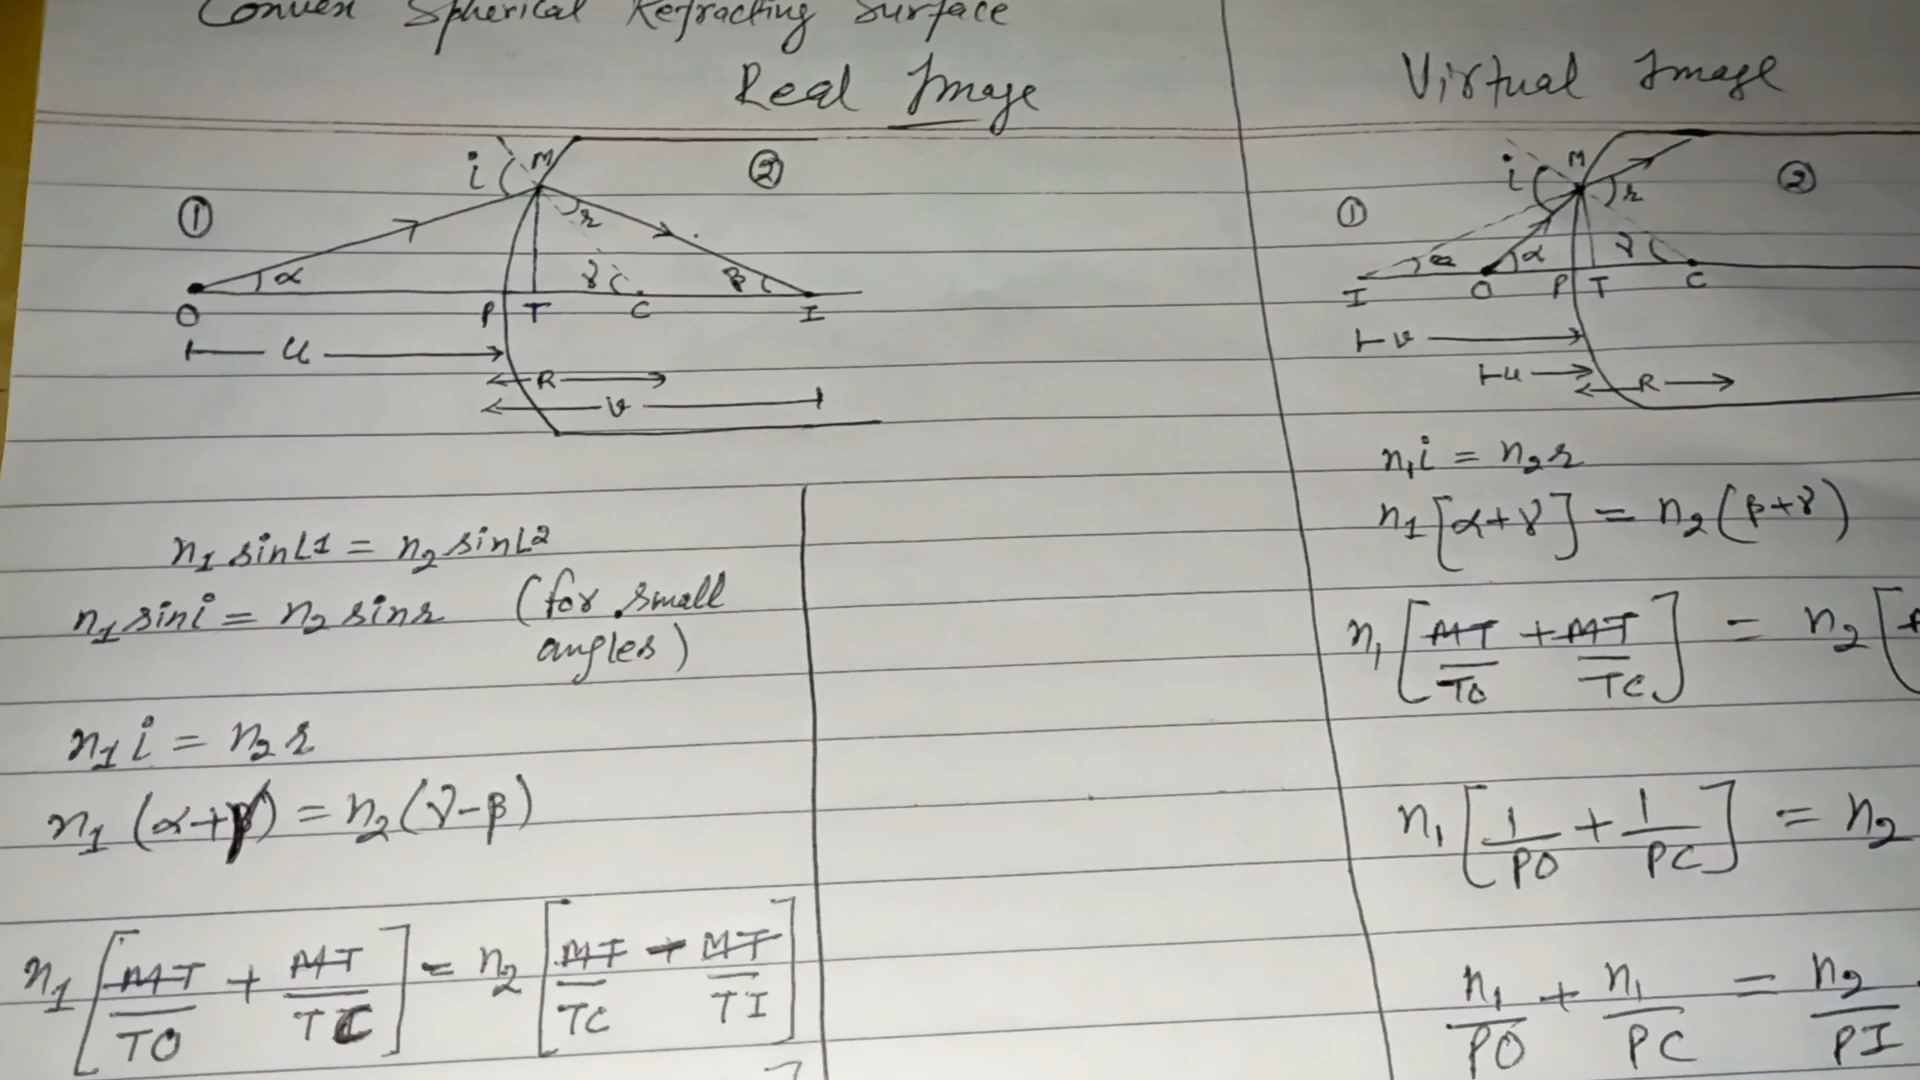 Convex Spherical Refracting Surface
Real Image
i M
②
①
r
α γ β
O P T C I
u
R
v
n₁ sin∠1 = n₂ sin∠2
n₁ sin i = n₂ sin r (for small
angles)
n₁ i = n₂ r
n₁ (α+γ) = n₂ (γ-β)
n₁ [MT/TO + MT/TC] = n₂ [MT/TC - MT/TI]
Virtual Image
i M
②
①
r
α γ
I O P T C
v
u
R
n₁ i = n₂ r
n₁ [α+γ] = n₂ (β+γ)
n₁ [MT/TO + MT/TC] = n₂ [
n₁ [1/PO + 1/PC] = n₂
n₁/PO + n₁/PC = n₂/PI